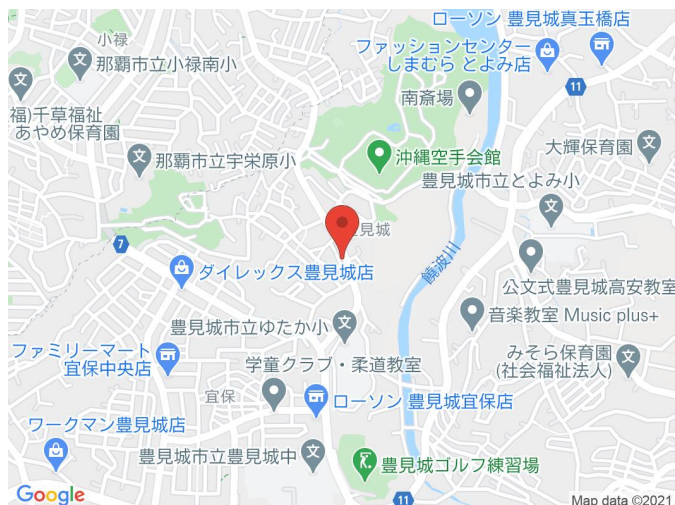 ローソン 豊見城真玉橋店
小禄
ファッションセンター
しまむら とよみ店
那覇市立小禄南小
11
南斎場
福)千草福祉
あやめ保育園
沖縄空手会館
大輝保育園
那覇市立宇栄原小
豊見城市立とよみ小
見城
7
ダイレックス豊見城店
饒波川
公文式豊見城高安教室
音楽教室 Music plus+
豊見城市立ゆたか小
ファミリーマート
宜保中央店
学童クラブ・柔道教室
みそら保育園
(社会福祉法人)
宜保
ローソン 豊見城宜保店
ワークマン豊見城店
豊見城市立豊見城中
豊見城ゴルフ練習場
Google
11
Map data ©2021